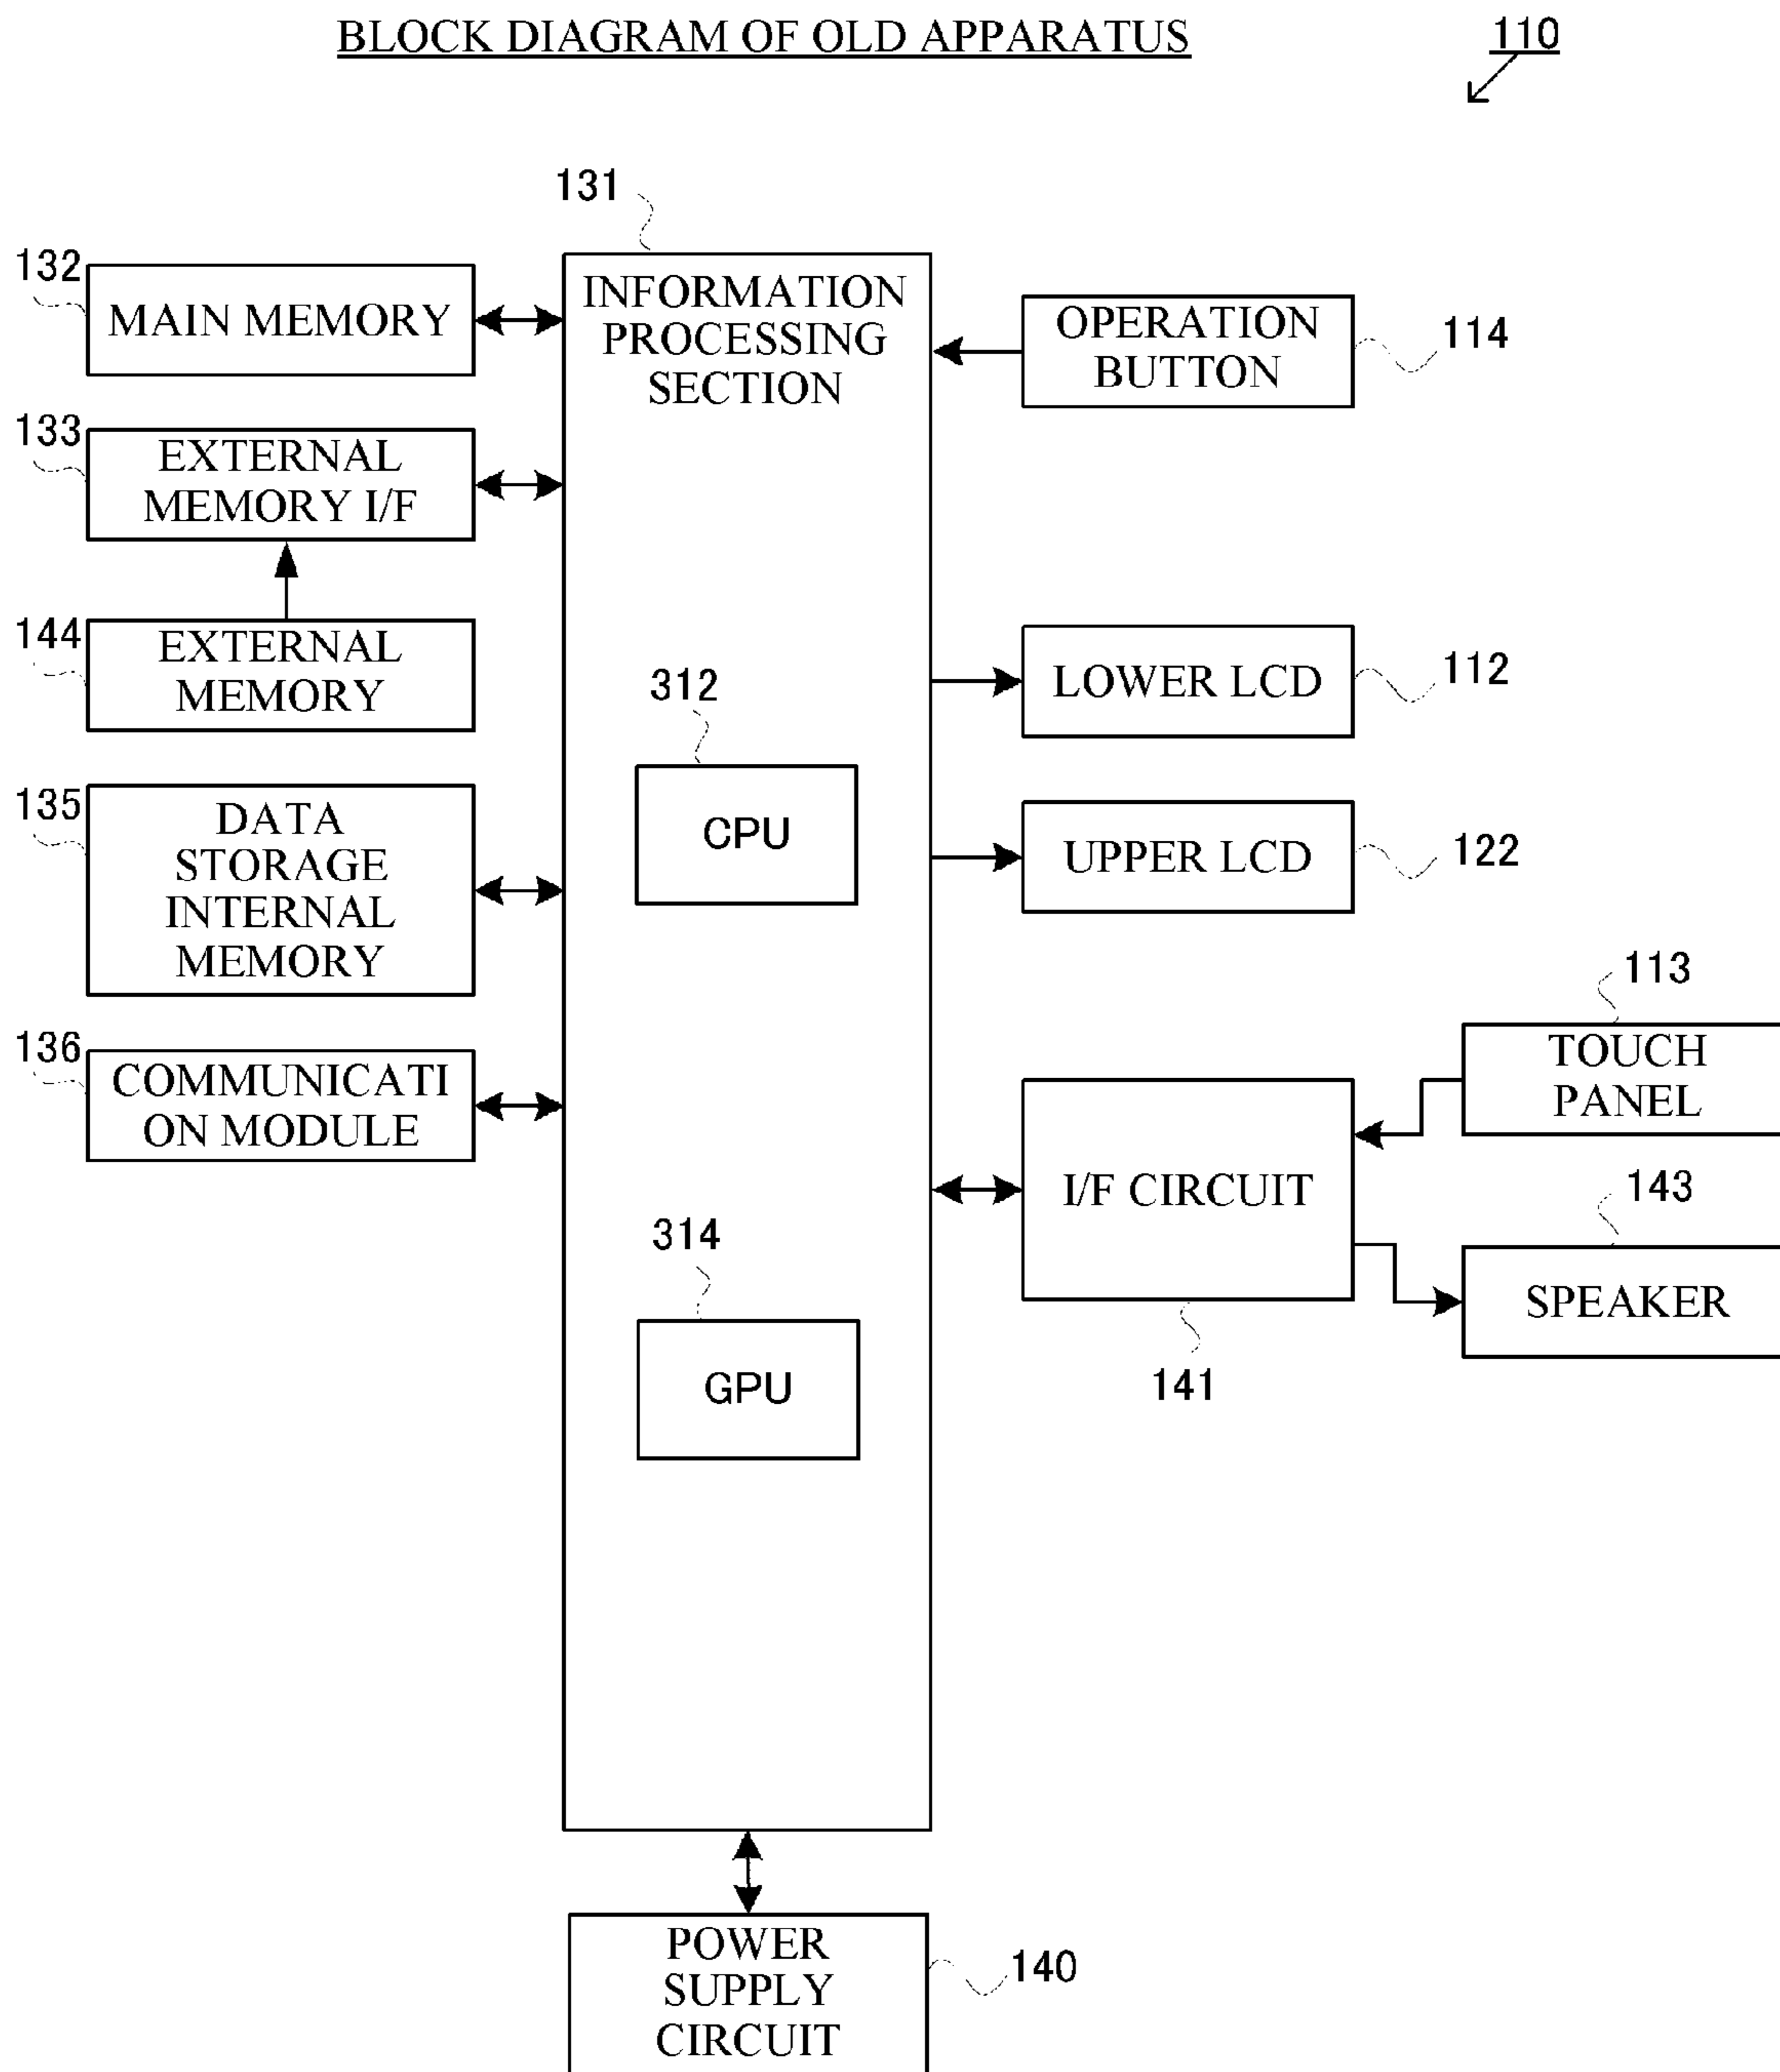 BLOCK DIAGRAM OF OLD APPARATUS
110
131
132
MAIN MEMORY
INFORMATION
PROCESSING
SECTION
OPERATION
BUTTON
114
133
EXTERNAL
MEMORY I/F
144
EXTERNAL
MEMORY
312
CPU
LOWER LCD
112
135
DATA
STORAGE
INTERNAL
MEMORY
UPPER LCD
122
136
COMMUNICATI
ON MODULE
113
TOUCH
PANEL
I/F CIRCUIT
141
143
SPEAKER
314
GPU
POWER
SUPPLY
CIRCUIT
140